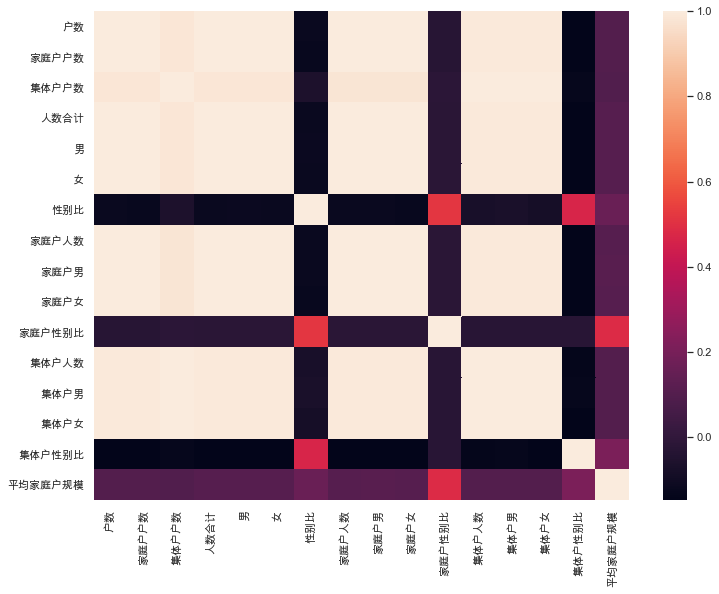 户数
家庭户户数
集体户户数
人数合计
男
女
性别比
家庭户人数
家庭户男
家庭户女
家庭户性别比
集体户人数
集体户男
集体户女
集体户性别比
平均家庭户规模
户数
家庭户户数
集体户户数
人数合计
男
女
性别比
家庭户人数
家庭户男
家庭户女
家庭户性别比
集体户人数
集体户男
集体户女
集体户性别比
平均家庭户规模
1.0
0.8
0.6
0.4
0.2
0.0